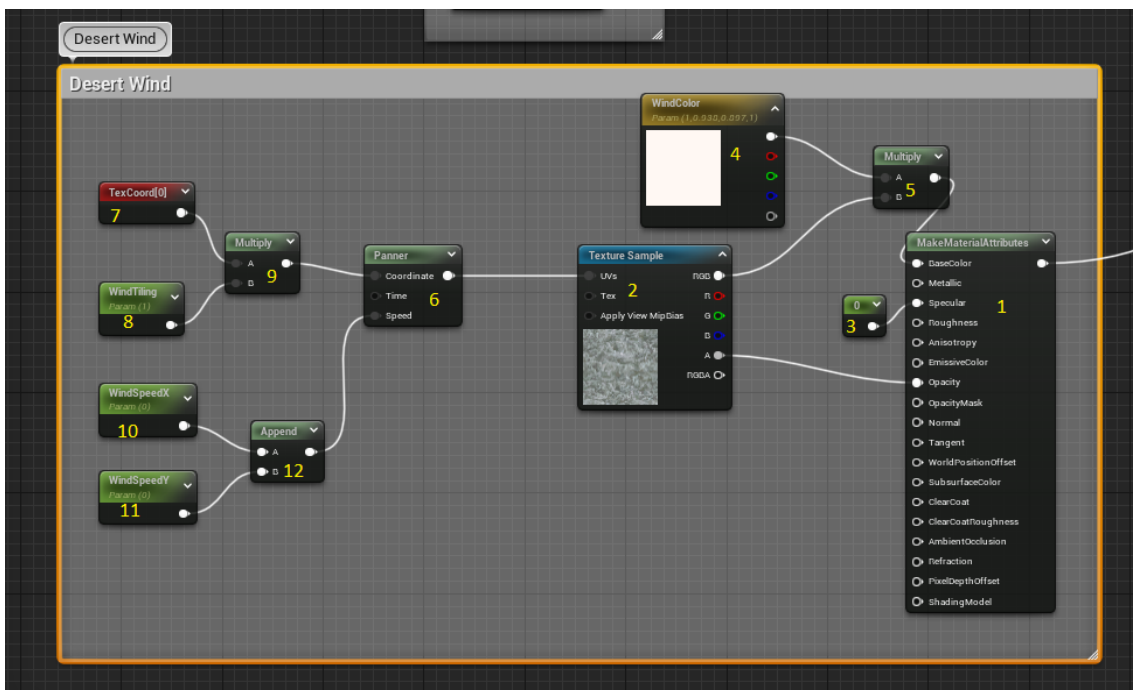 Desert Wind
Desert Wind
WindColor
Param (1,0.938,0.897,1)
4
Multiply
A
B
5
TexCoord[0]
7
Multiply
A
B
9
WindTiling
Param (1)
8
Panner
Coordinate
Time
Speed
6
Texture Sample
UVs
Tex
Apply View MipBias
2
RGB
R
G
B
A
RGBA
0
3
MakeMaterialAttributes
BaseColor
Metallic
Specular
Roughness
Anisotropy
EmissiveColor
Opacity
OpacityMask
Normal
Tangent
WorldPositionOffset
SubsurfaceColor
ClearCoat
ClearCoatRoughness
AmbientOcclusion
Refraction
PixelDepthOffset
ShadingModel
1
WindSpeedX
Param (0)
10
Append
A
B
12
WindSpeedY
Param (0)
11